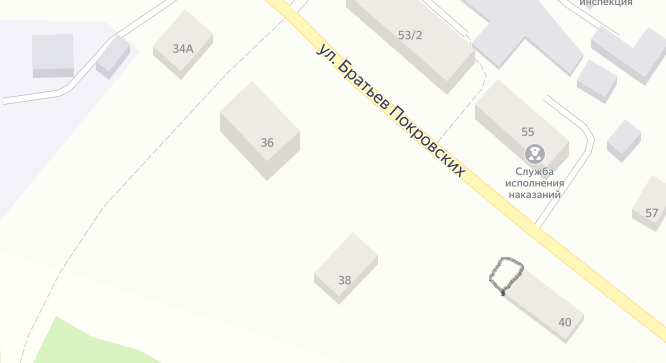 инспекция
34А
53/2
ул. Братьев Покровских
36
55
Служба
исполнения
наказаний
57
38
40